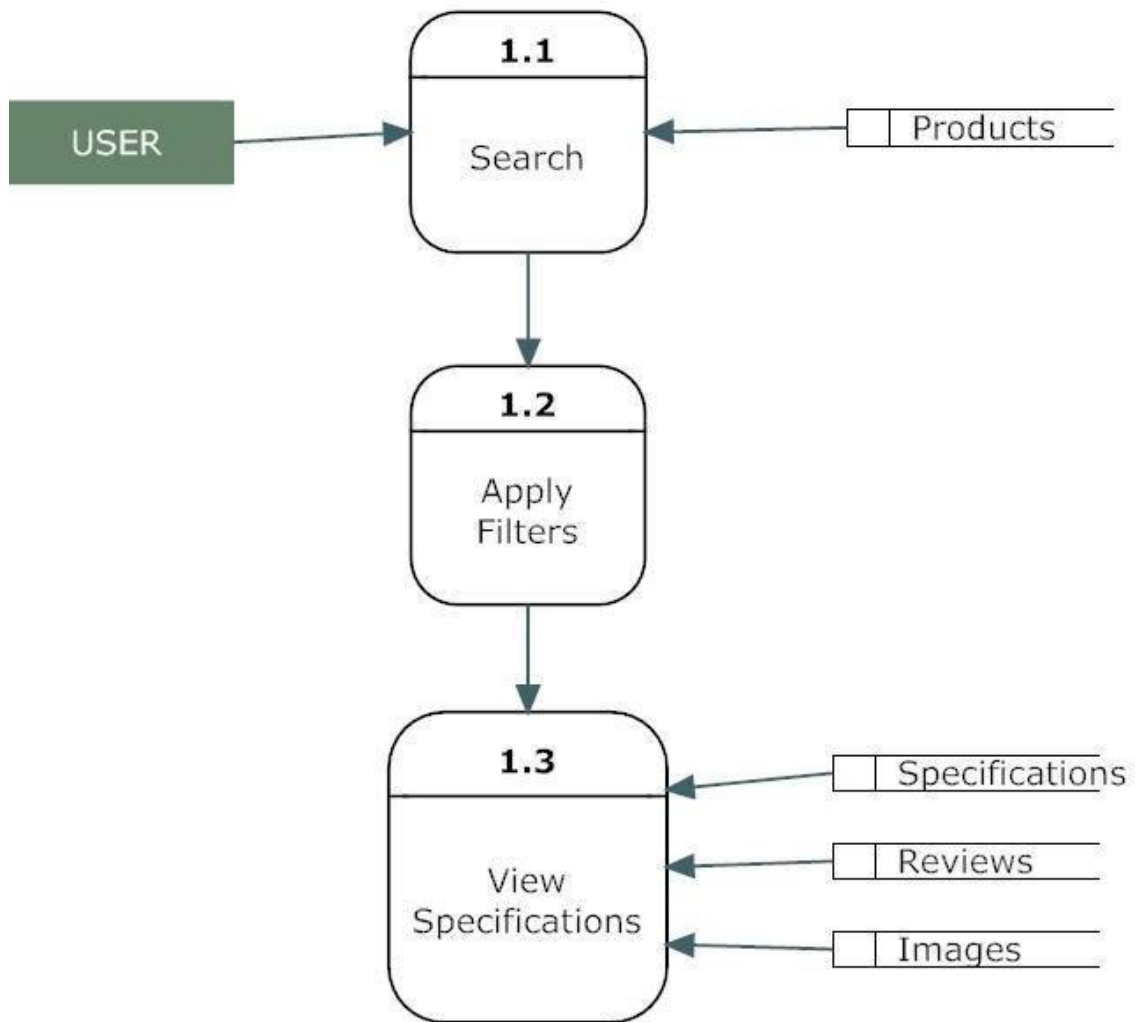 1.1
USER
Search
Products
1.2
Apply
Filters
1.3
View
Specifications
Specifications
Reviews
Images